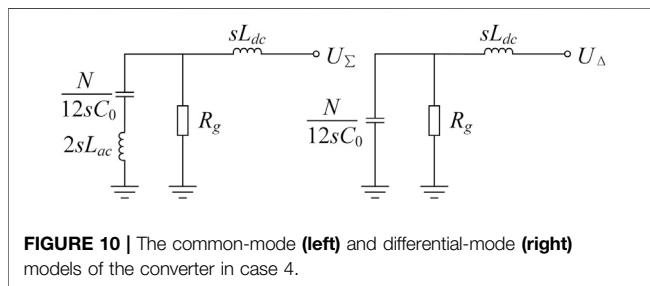 sL_dc
U_Σ
N
12sC_0
2sL_ac
R_g
sL_dc
U_Δ
N
12sC_0
R_g
FIGURE 10 | The common-mode (left) and differential-mode (right)
models of the converter in case 4.